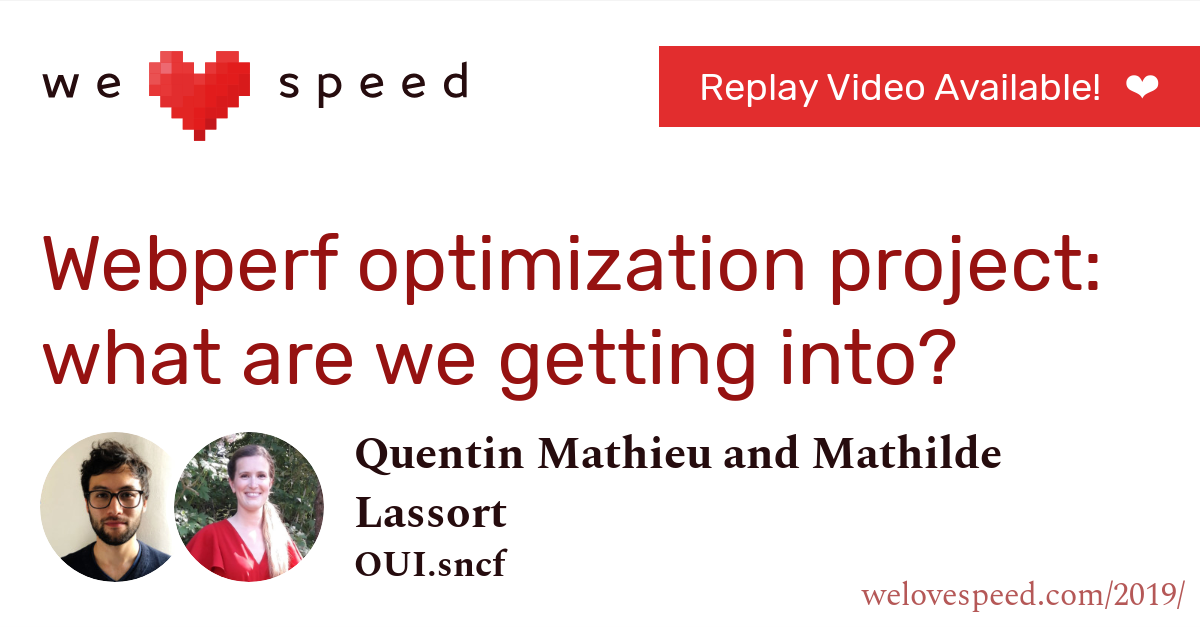 we ❤ speed
Replay Video Available! ❤
Webperf optimization project:
what are we getting into?
Quentin Mathieu and Mathilde
Lassort
OUI.sncf
welovespeed.com/2019/